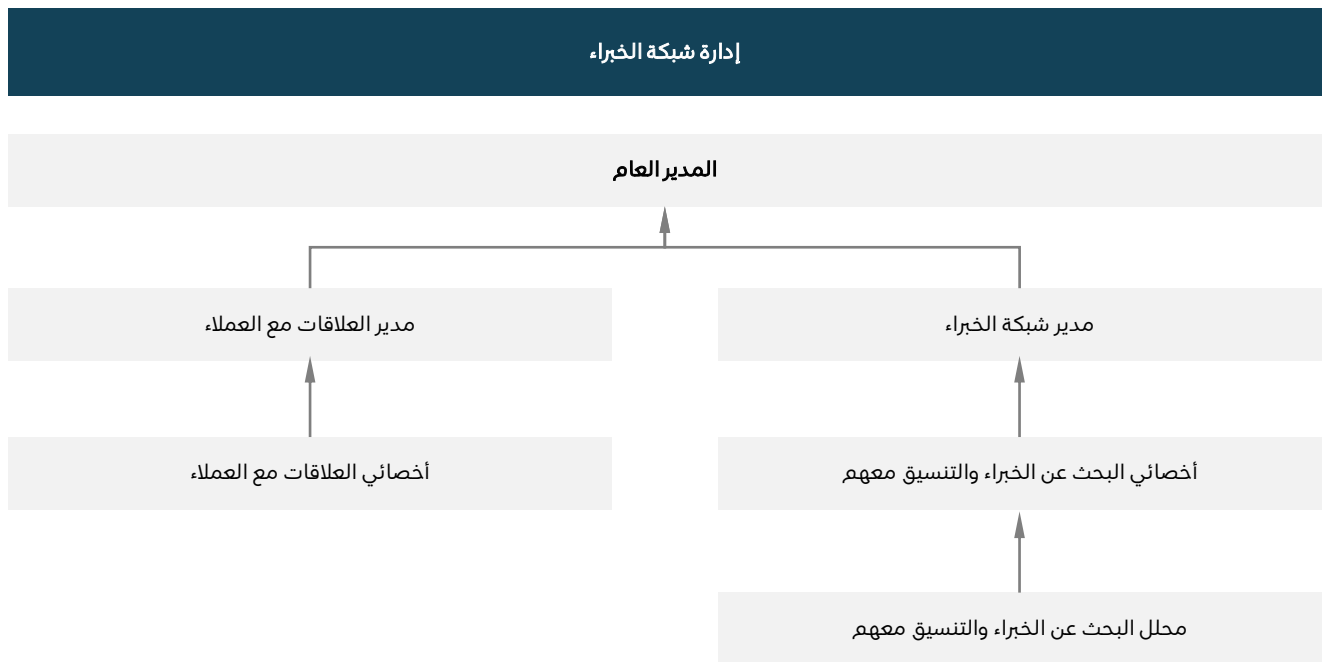 إدارة شبكة الخبراء
المدير العام
مدير شبكة الخبراء
مدير العلاقات مع العملاء
أخصائي البحث عن الخبراء والتنسيق معهم
أخصائي العلاقات مع العملاء
محلل البحث عن الخبراء والتنسيق معهم